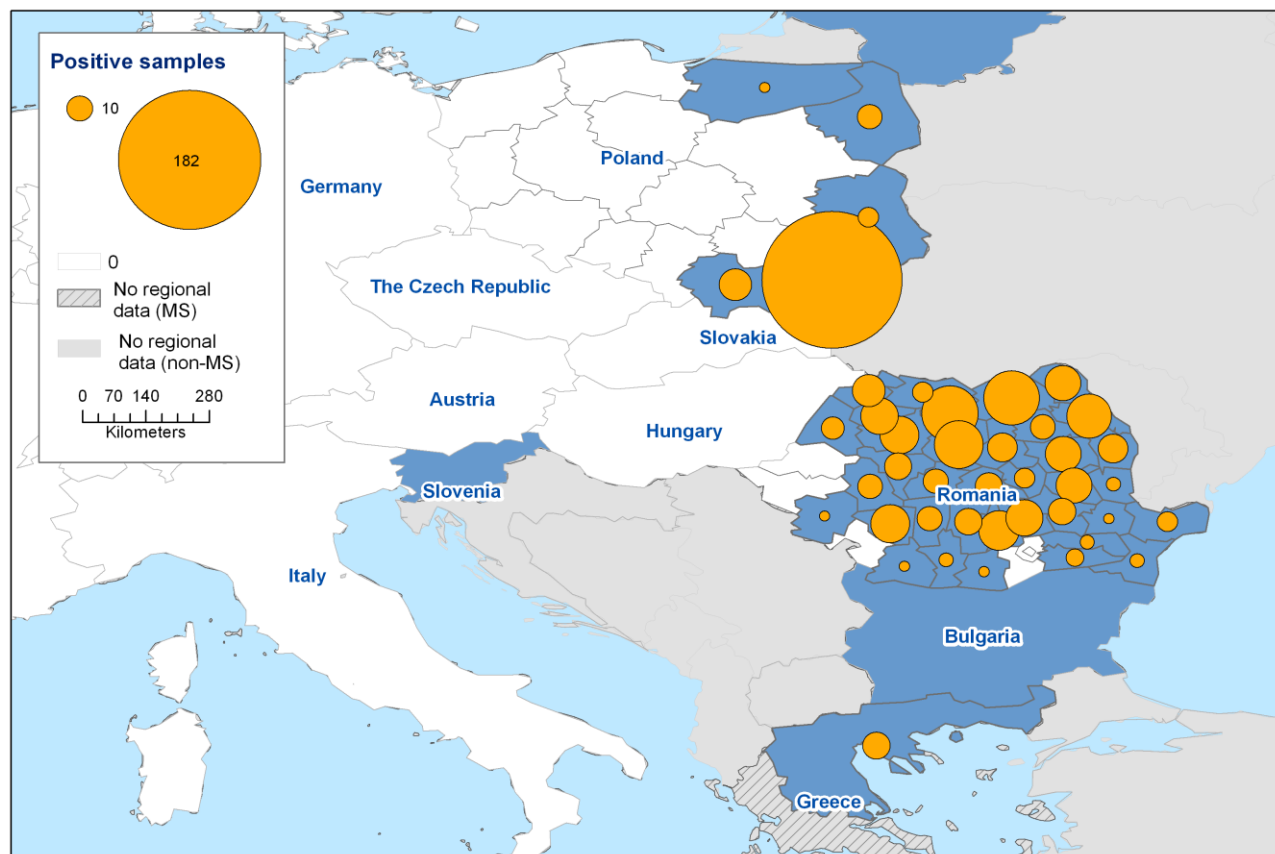 Positive samples
10
182
0
No regional
data (MS)
No regional
data (non-MS)
0 70 140 280
Kilometers
Poland
Germany
The Czech Republic
Slovakia
Austria
Hungary
Slovenia
Romania
Italy
Bulgaria
Greece